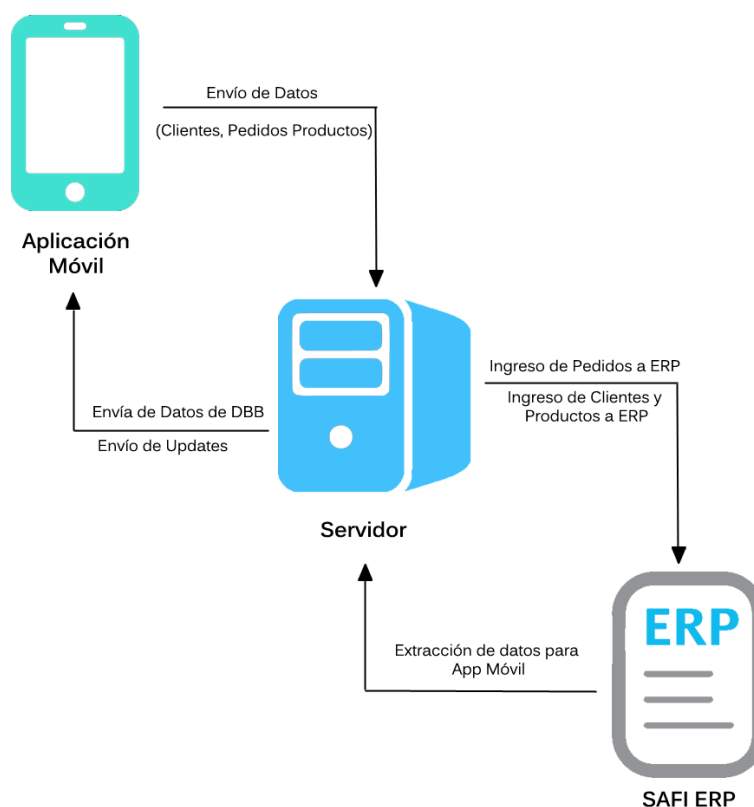 Envío de Datos
(Clientes, Pedidos Productos)
Aplicación
Móvil
Ingreso de Pedidos a ERP
Ingreso de Clientes y
Productos a ERP
Envía de Datos de DBB
Envío de Updates
Servidor
ERP
Extracción de datos para
App Móvil
SAFI ERP